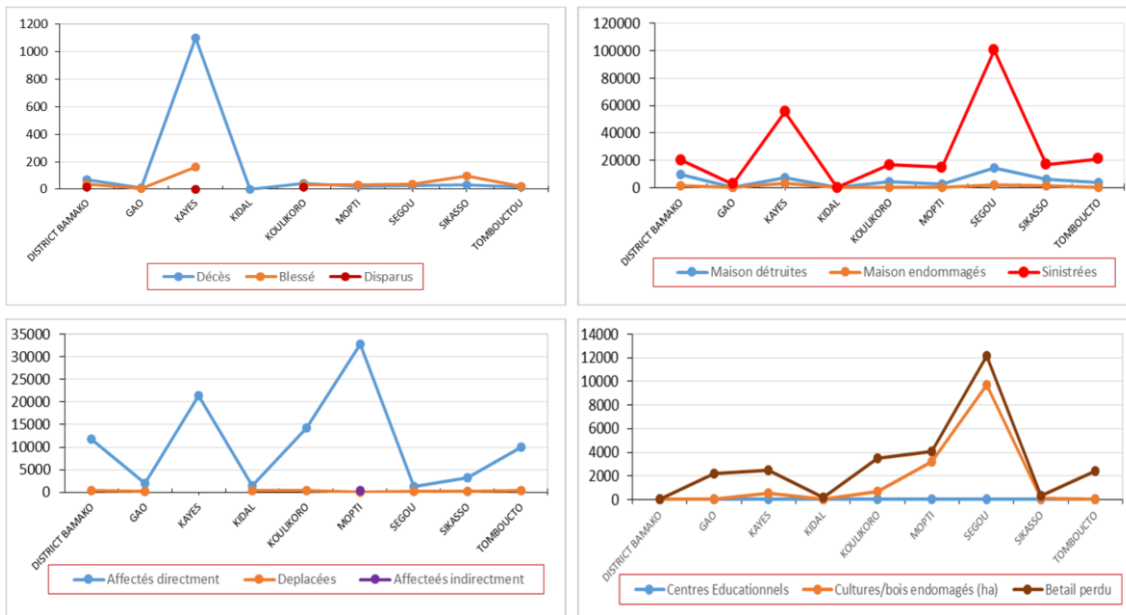 1200
1000
800
600
400
200
0
DISTRICT BAMAKO
GAO
KAYES
KIDAL
KOULIKORO
MOPTI
SEGOU
SIKASSO
TOMBOUCTOU
Décès Blessé Disparus
120000
100000
80000
60000
40000
20000
0
DISTRICT BAMAKO
GAO
KAYES
KIDAL
KOULIKORO
MOPTI
SEGOU
SIKASSO
TOMBOUCTO
Maison détruites Maison endommagés Sinistrées
35000
30000
25000
20000
15000
10000
5000
0
DISTRICT BAMAKO
GAO
KAYES
KIDAL
KOULIKORO
MOPTI
SEGOU
SIKASSO
TOMBOUCTO
Affectés directment Deplacées Affecteés indirectment
14000
12000
10000
8000
6000
4000
2000
0
DISTRICT BAMAKO
GAO
KAYES
KIDAL
KOULIKORO
MOPTI
SEGOU
SIKASSO
TOMBOUCTO
Centres Educationnels Cultures/bois endomagés (ha) Betail perdu